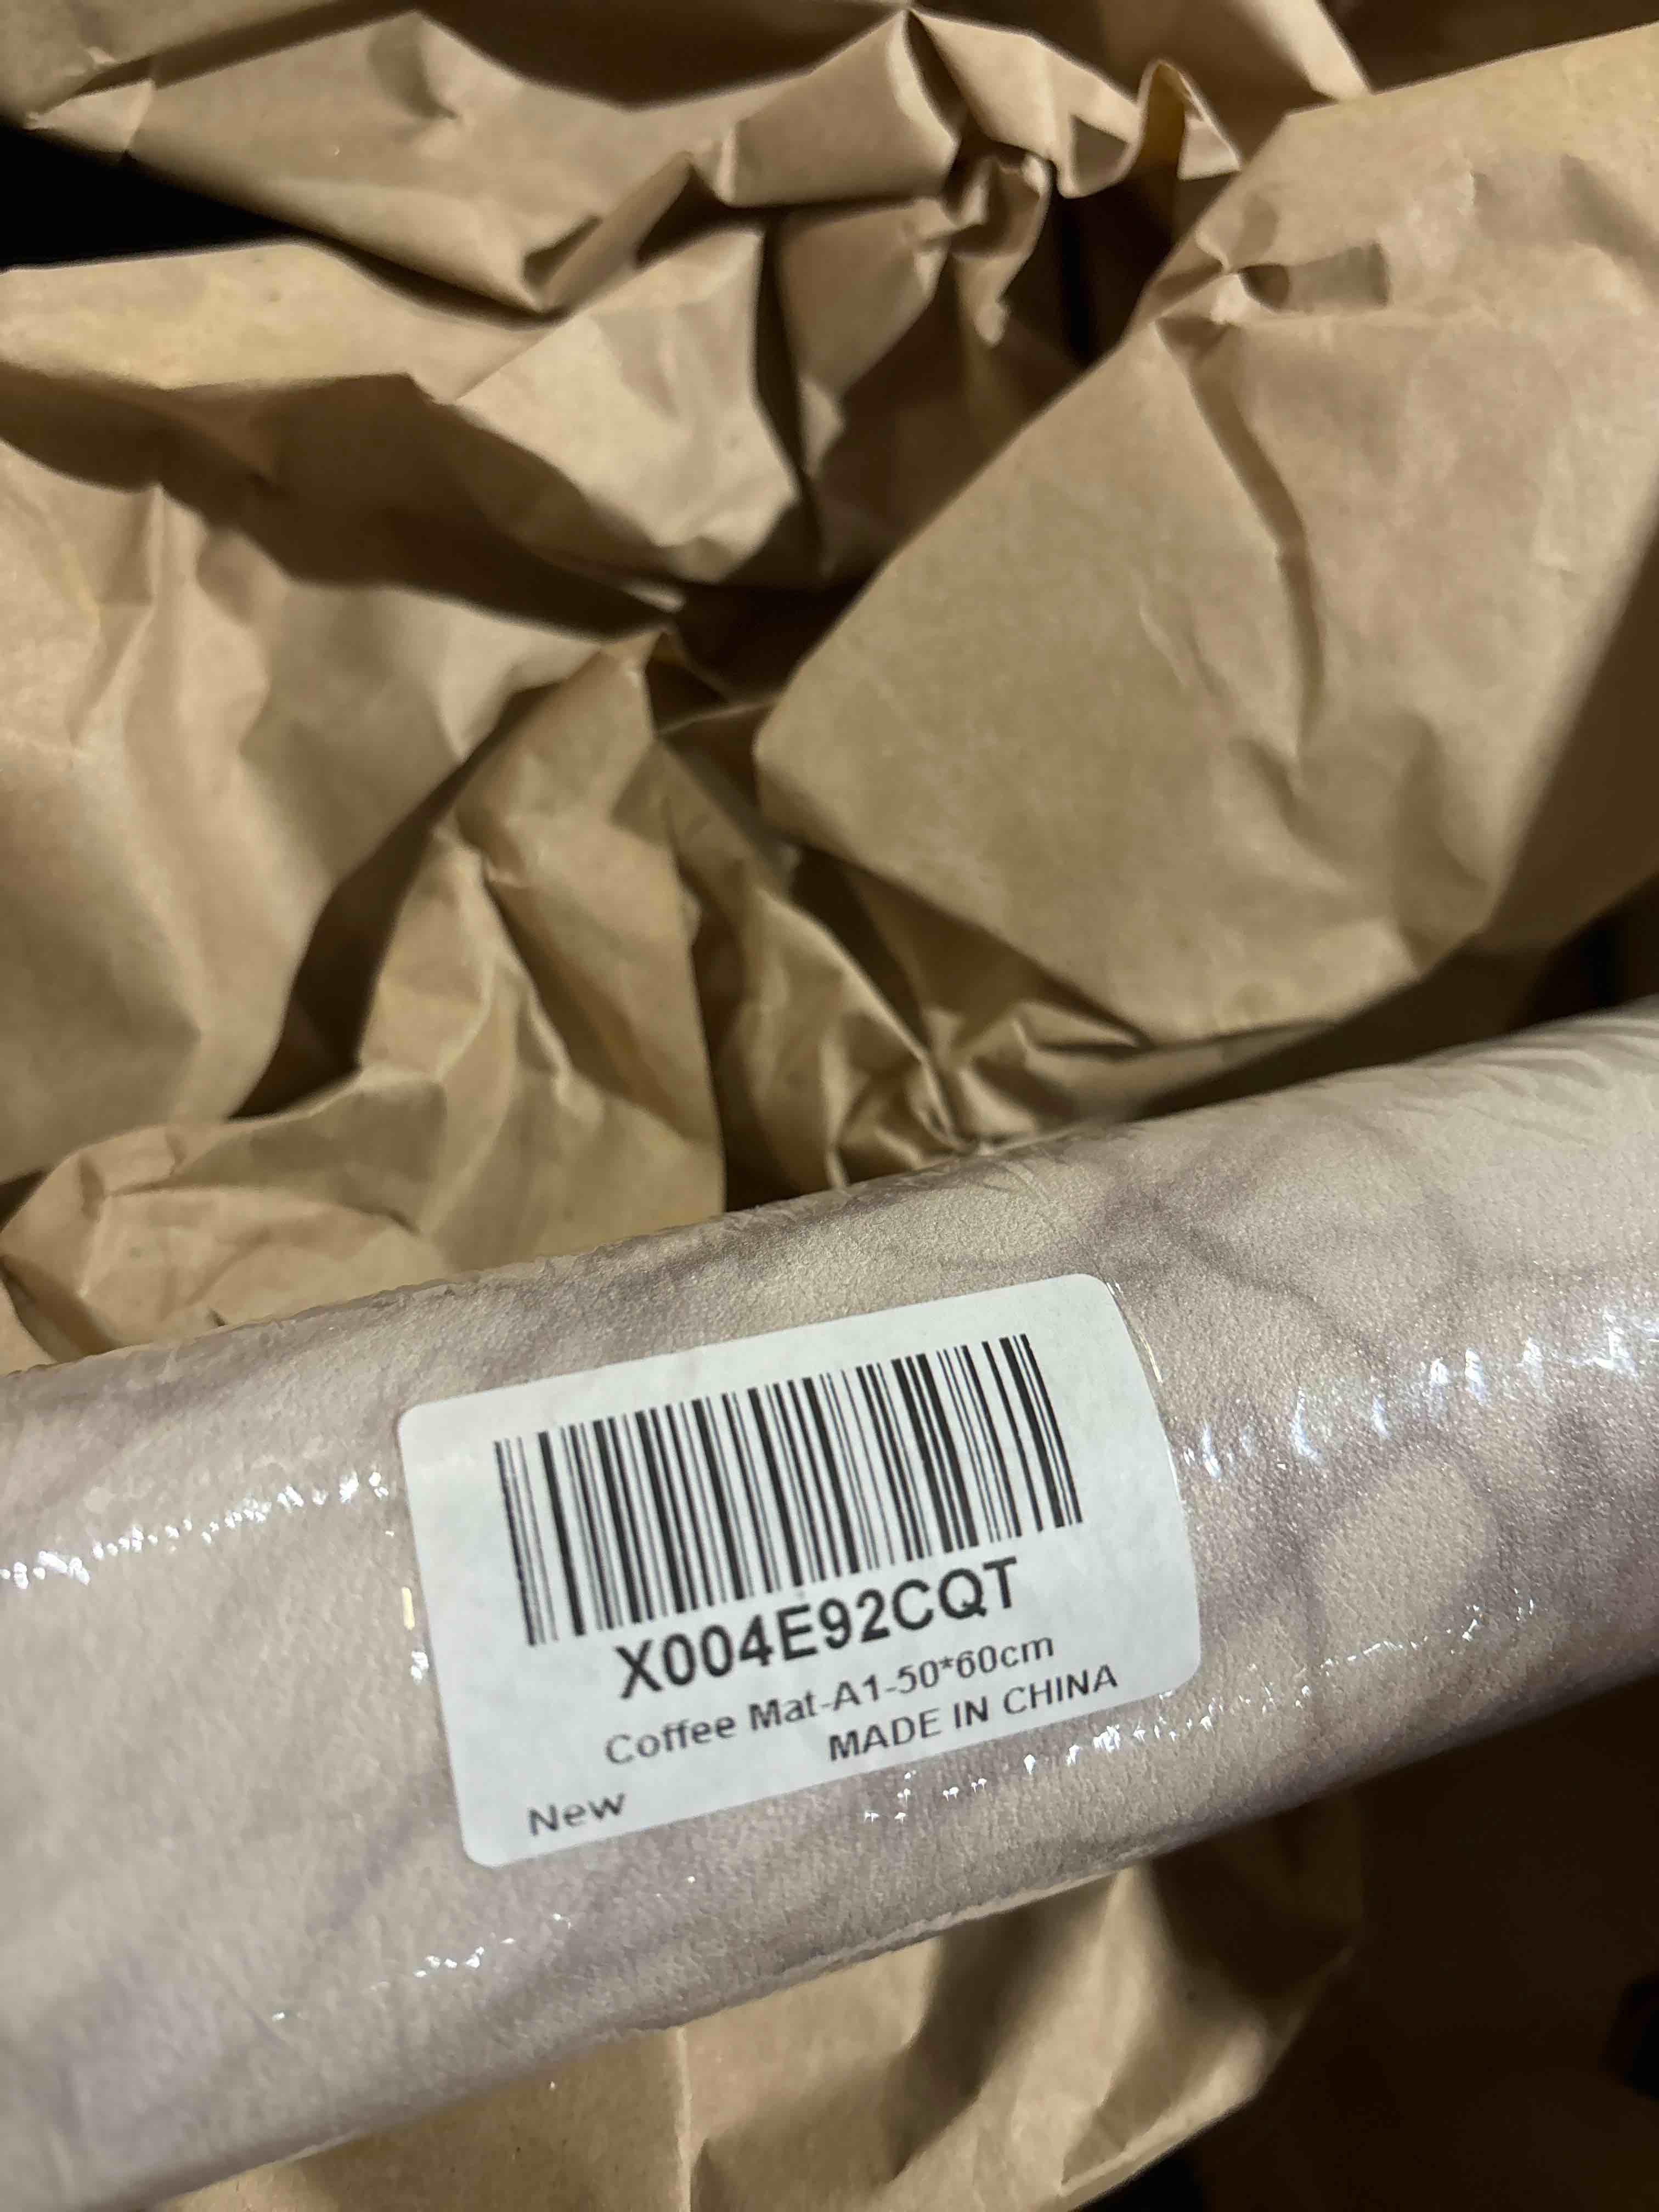 X004E92CQT
Coffee Mat-A1-50*60cm
MADE IN CHINA
New